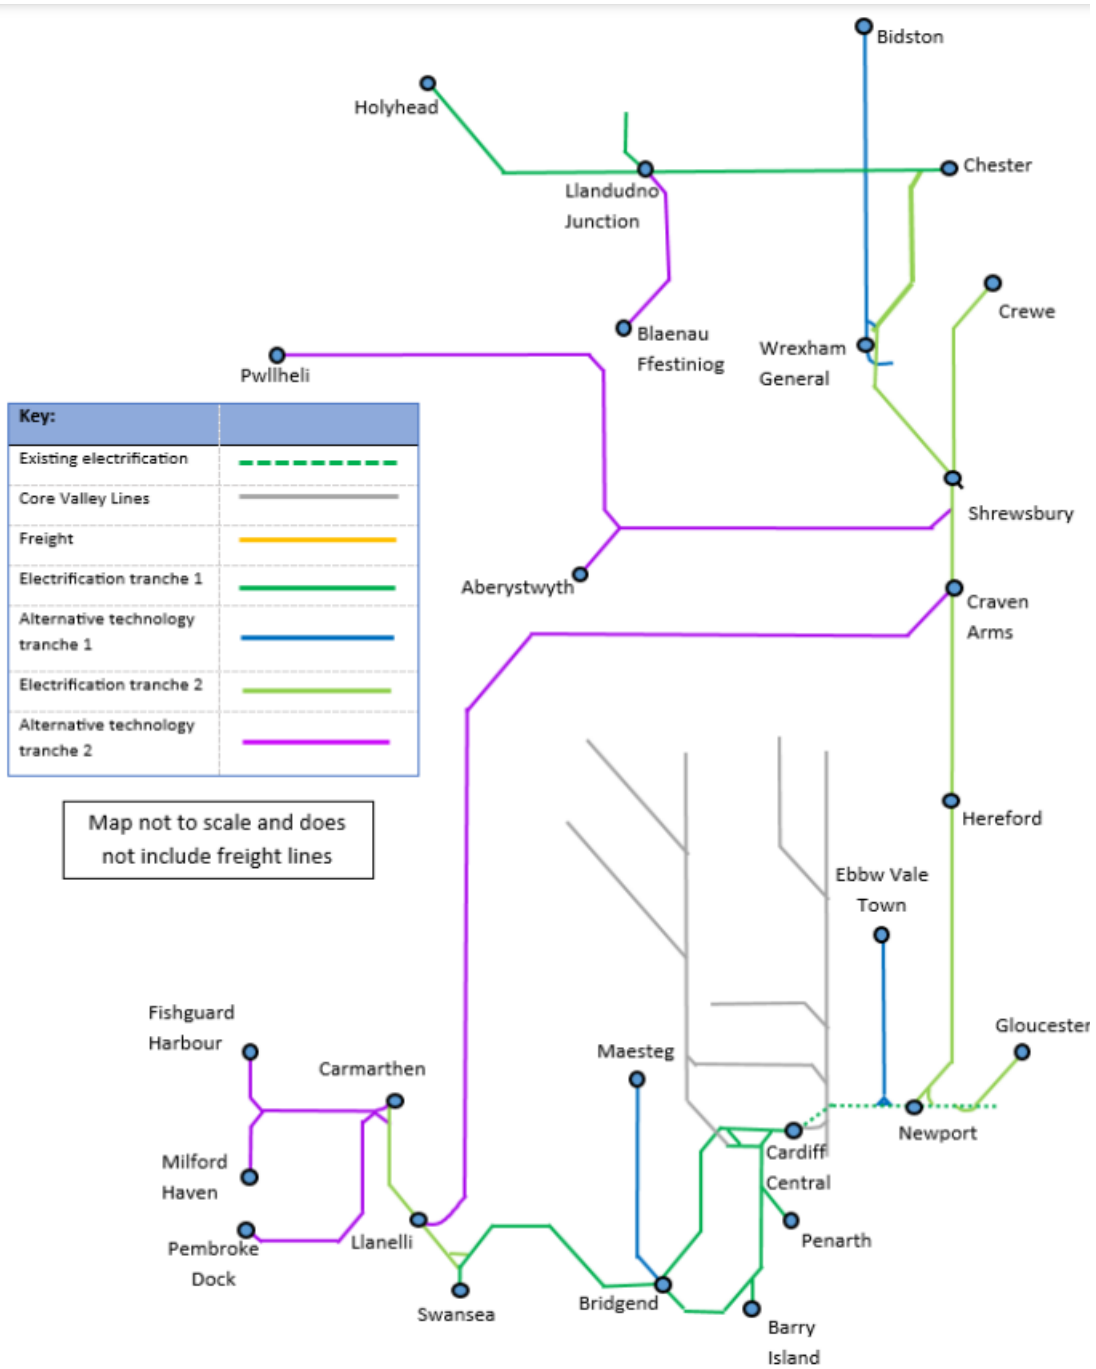 Bidston
Holyhead
Chester
Llandudno
Junction
Crewe
Blaenau
Ffestiniog
Wrexham
General
Pwllheli
Key:
Existing electrification
Core Valley Lines
Freight
Electrification tranche 1
Alternative technology
tranche 1
Electrification tranche 2
Alternative technology
tranche 2
Shrewsbury
Aberystwyth
Craven
Arms
Map not to scale and does
not include freight lines
Hereford
Ebbw Vale
Town
Fishguard
Harbour
Gloucester
Maesteg
Carmarthen
Newport
Cardiff
Central
Milford
Haven
Penarth
Llanelli
Pembroke
Dock
Bridgend
Swansea
Barry
Island